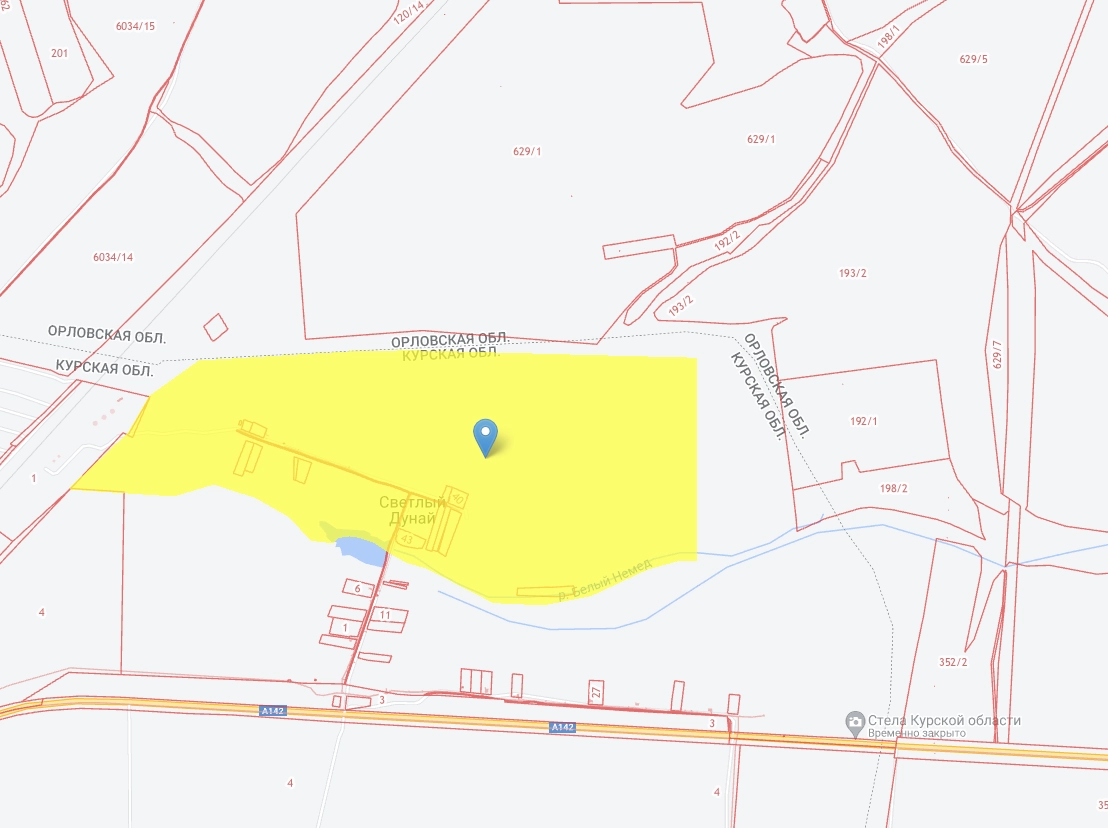 6034/15
120/14
201
62
198/1
629/5
629/1
629/1
192/2
6034/14
193/2
193/2
ОРЛОВСКАЯ ОБЛ.
КУРСКАЯ ОБЛ.
ОРЛОВСКАЯ ОБЛ.
КУРСКАЯ ОБЛ.
ОРЛОВСКАЯ ОБЛ.
КУРСКАЯ ОБЛ.
629/7
192/1
1
198/2
40
Светлый
Дунай
43
р. Белый Немед
6
4
11
1
352/2
27
3
3
А142
А142
Стела Курской области
Временно закрыто
4
4
35